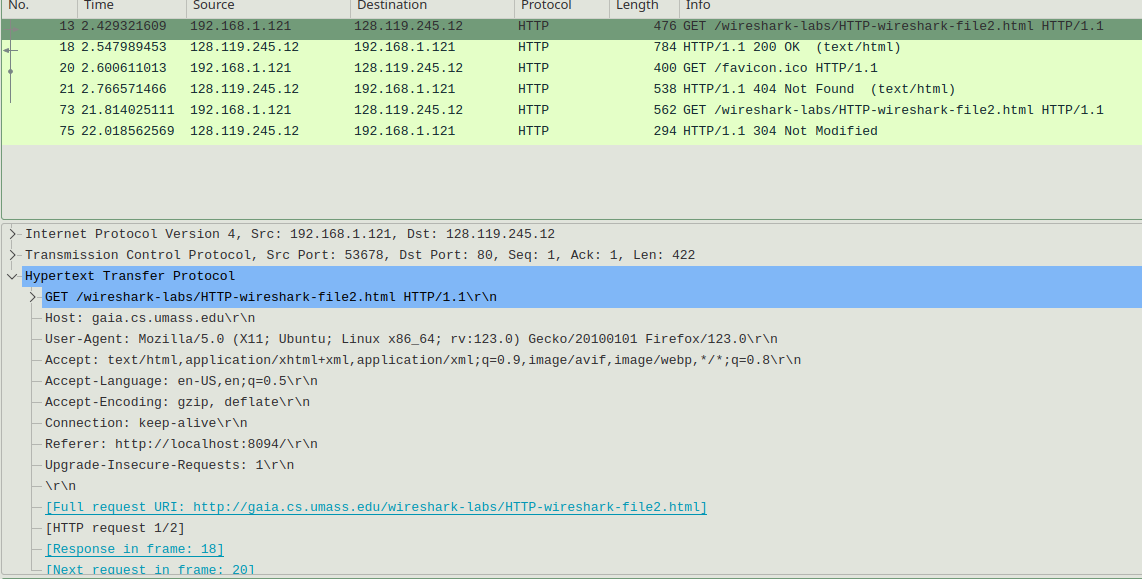 No. Time Source Destination Protocol Length Info
13 2.429321609 192.168.1.121 128.119.245.12 HTTP 476 GET /wireshark-labs/HTTP-wireshark-file2.html HTTP/1.1
18 2.547989453 128.119.245.12 192.168.1.121 HTTP 784 HTTP/1.1 200 OK (text/html)
20 2.600611013 192.168.1.121 128.119.245.12 HTTP 400 GET /favicon.ico HTTP/1.1
21 2.766571466 128.119.245.12 192.168.1.121 HTTP 538 HTTP/1.1 404 Not Found (text/html)
73 21.814025111 192.168.1.121 128.119.245.12 HTTP 562 GET /wireshark-labs/HTTP-wireshark-file2.html HTTP/1.1
75 22.018562569 128.119.245.12 192.168.1.121 HTTP 294 HTTP/1.1 304 Not Modified
Internet Protocol Version 4, Src: 192.168.1.121, Dst: 128.119.245.12
Transmission Control Protocol, Src Port: 53678, Dst Port: 80, Seq: 1, Ack: 1, Len: 422
Hypertext Transfer Protocol
GET /wireshark-labs/HTTP-wireshark-file2.html HTTP/1.1\r\n
Host: gaia.cs.umass.edu\r\n
User-Agent: Mozilla/5.0 (X11; Ubuntu; Linux x86_64; rv:123.0) Gecko/20100101 Firefox/123.0\r\n
Accept: text/html,application/xhtml+xml,application/xml;q=0.9,image/avif,image/webp,*/*;q=0.8\r\n
Accept-Language: en-US,en;q=0.5\r\n
Accept-Encoding: gzip, deflate\r\n
Connection: keep-alive\r\n
Referer: http://localhost:8094/\r\n
Upgrade-Insecure-Requests: 1\r\n
\r\n
[Full request URI: http://gaia.cs.umass.edu/wireshark-labs/HTTP-wireshark-file2.html]
[HTTP request 1/2]
[Response in frame: 18]
[Next request in frame: 20]